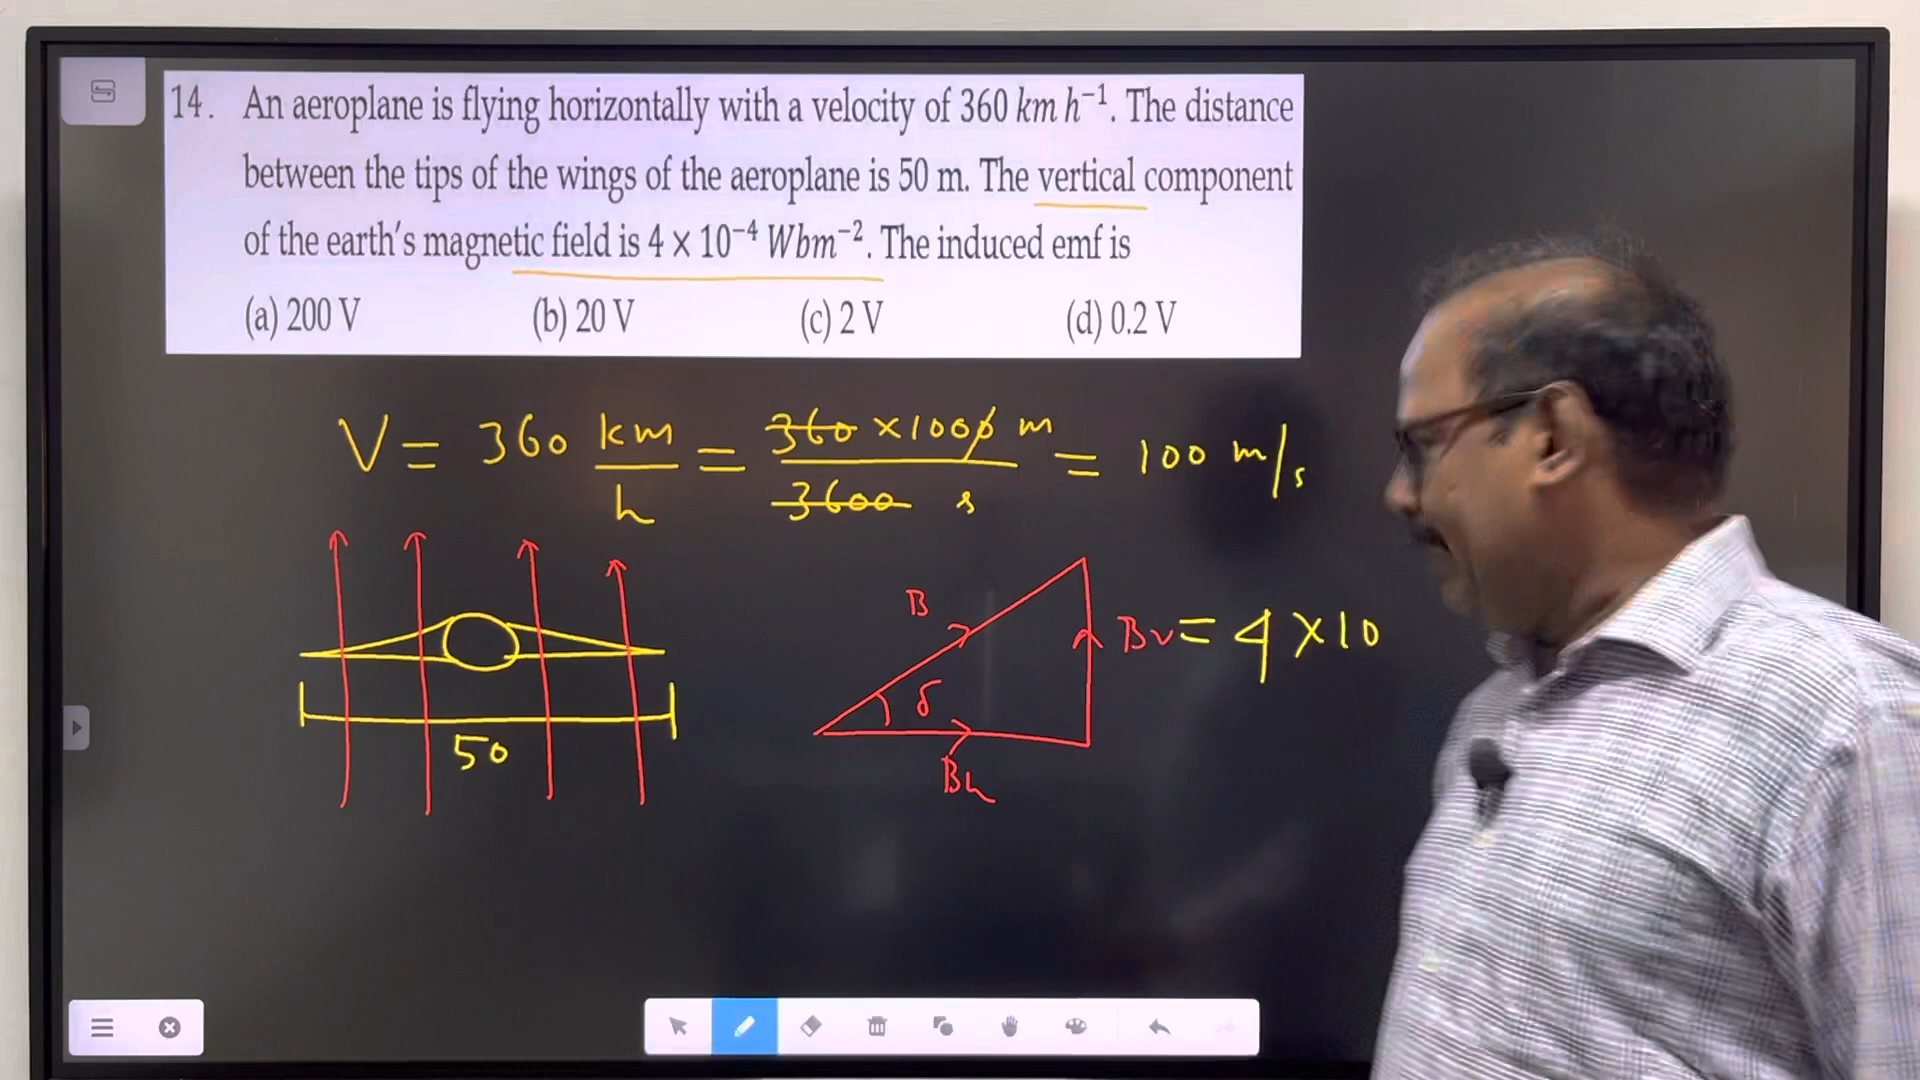 14. An aeroplane is flying horizontally with a velocity of 360 km h⁻¹. The distance
between the tips of the wings of the aeroplane is 50 m. The vertical component
of the earth's magnetic field is 4 × 10⁻⁴ Wbm⁻². The induced emf is
(a) 200 V (b) 20 V (c) 2 V (d) 0.2 V
V = 360 km/h = 360 × 1000 m / 3600 s = 100 m/s
B
Bv = 4 × 10
δ
50
Bh